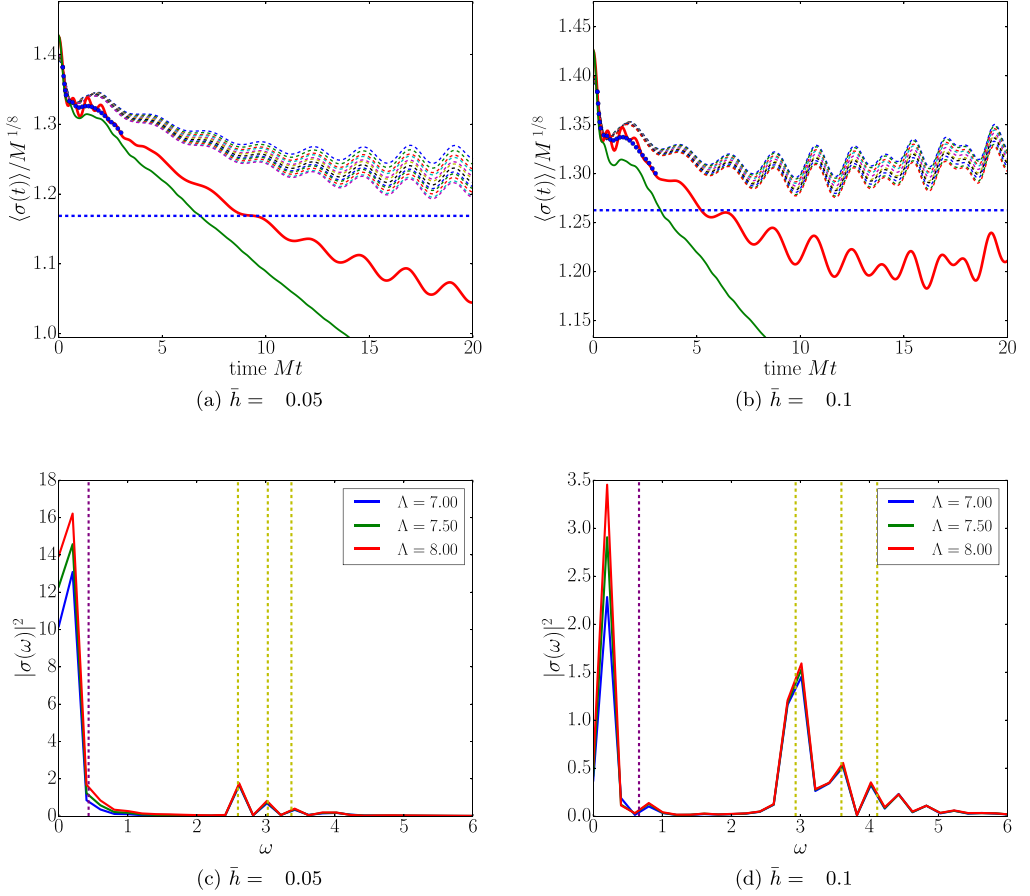 ⟨σ(t)⟩/M^{1/8}
1.4
1.3
1.2
1.1
1.0
0 5 10 15 20
time Mt
(a) h̄ = 0.05
⟨σ(t)⟩/M^{1/8}
1.45
1.40
1.35
1.30
1.25
1.20
1.15
0 5 10 15 20
time Mt
(b) h̄ = 0.1
|σ(ω)|²
18
16
14
12
10
8
6
4
2
0
0 1 2 3 4 5 6
ω
Λ = 7.00
Λ = 7.50
Λ = 8.00
(c) h̄ = 0.05
|σ(ω)|²
3.5
3.0
2.5
2.0
1.5
1.0
0.5
0.0
0 1 2 3 4 5 6
ω
Λ = 7.00
Λ = 7.50
Λ = 8.00
(d) h̄ = 0.1